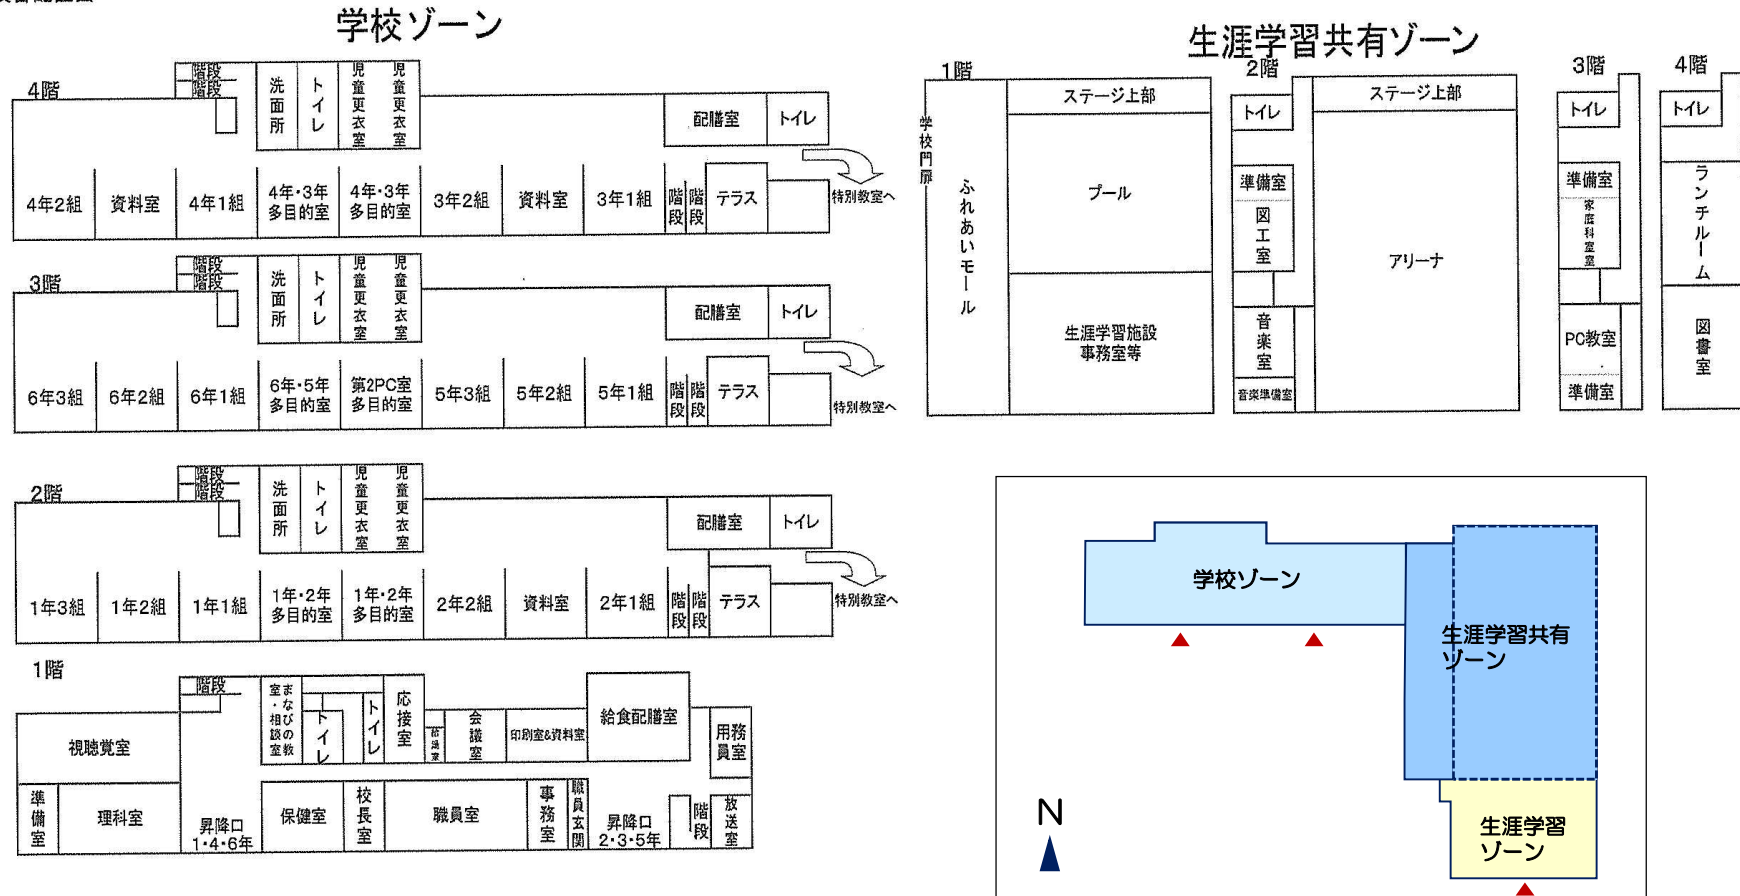 学校ゾーン
4階
階段
階段
洗面所
トイレ
児童更衣室
児童更衣室
配膳室
トイレ
4年2組
資料室
4年1組
4年・3年
多目的室
4年・3年
多目的室
3年2組
資料室
3年1組
階段
階段
テラス
特別教室へ
3階
階段
階段
洗面所
トイレ
児童更衣室
児童更衣室
配膳室
トイレ
6年3組
6年2組
6年1組
6年・5年
多目的室
第2PC室
多目的室
5年3組
5年2組
5年1組
階段
階段
テラス
特別教室へ
2階
階段
階段
洗面所
トイレ
児童更衣室
児童更衣室
配膳室
トイレ
1年3組
1年2組
1年1組
1年・2年
多目的室
1年・2年
多目的室
2年2組
資料室
2年1組
階段
階段
テラス
特別教室へ
1階
階段
まなびの教
室・相談室
トイレ
トイレ
応接室
会議室
印刷室&資料室
給食配膳室
用務
員室
視聴覚室
準備室
理科室
昇降口
1・4・6年
保健室
校長室
職員室
事務室
職員玄関
昇降口
2・3・5年
階段
放送室
生涯学習共有ゾーン
1階
学校門扉
ふれあいモール
ステージ上部
プール
生涯学習施設
事務室等
2階
トイレ
準備室
図工室
音楽室
音楽準備室
ステージ上部
アリーナ
3階
トイレ
準備室
家庭科室
PC教室
準備室
4階
トイレ
ランチルーム
図書室
学校ゾーン
生涯学習共有
ゾーン
生涯学習
ゾーン
N